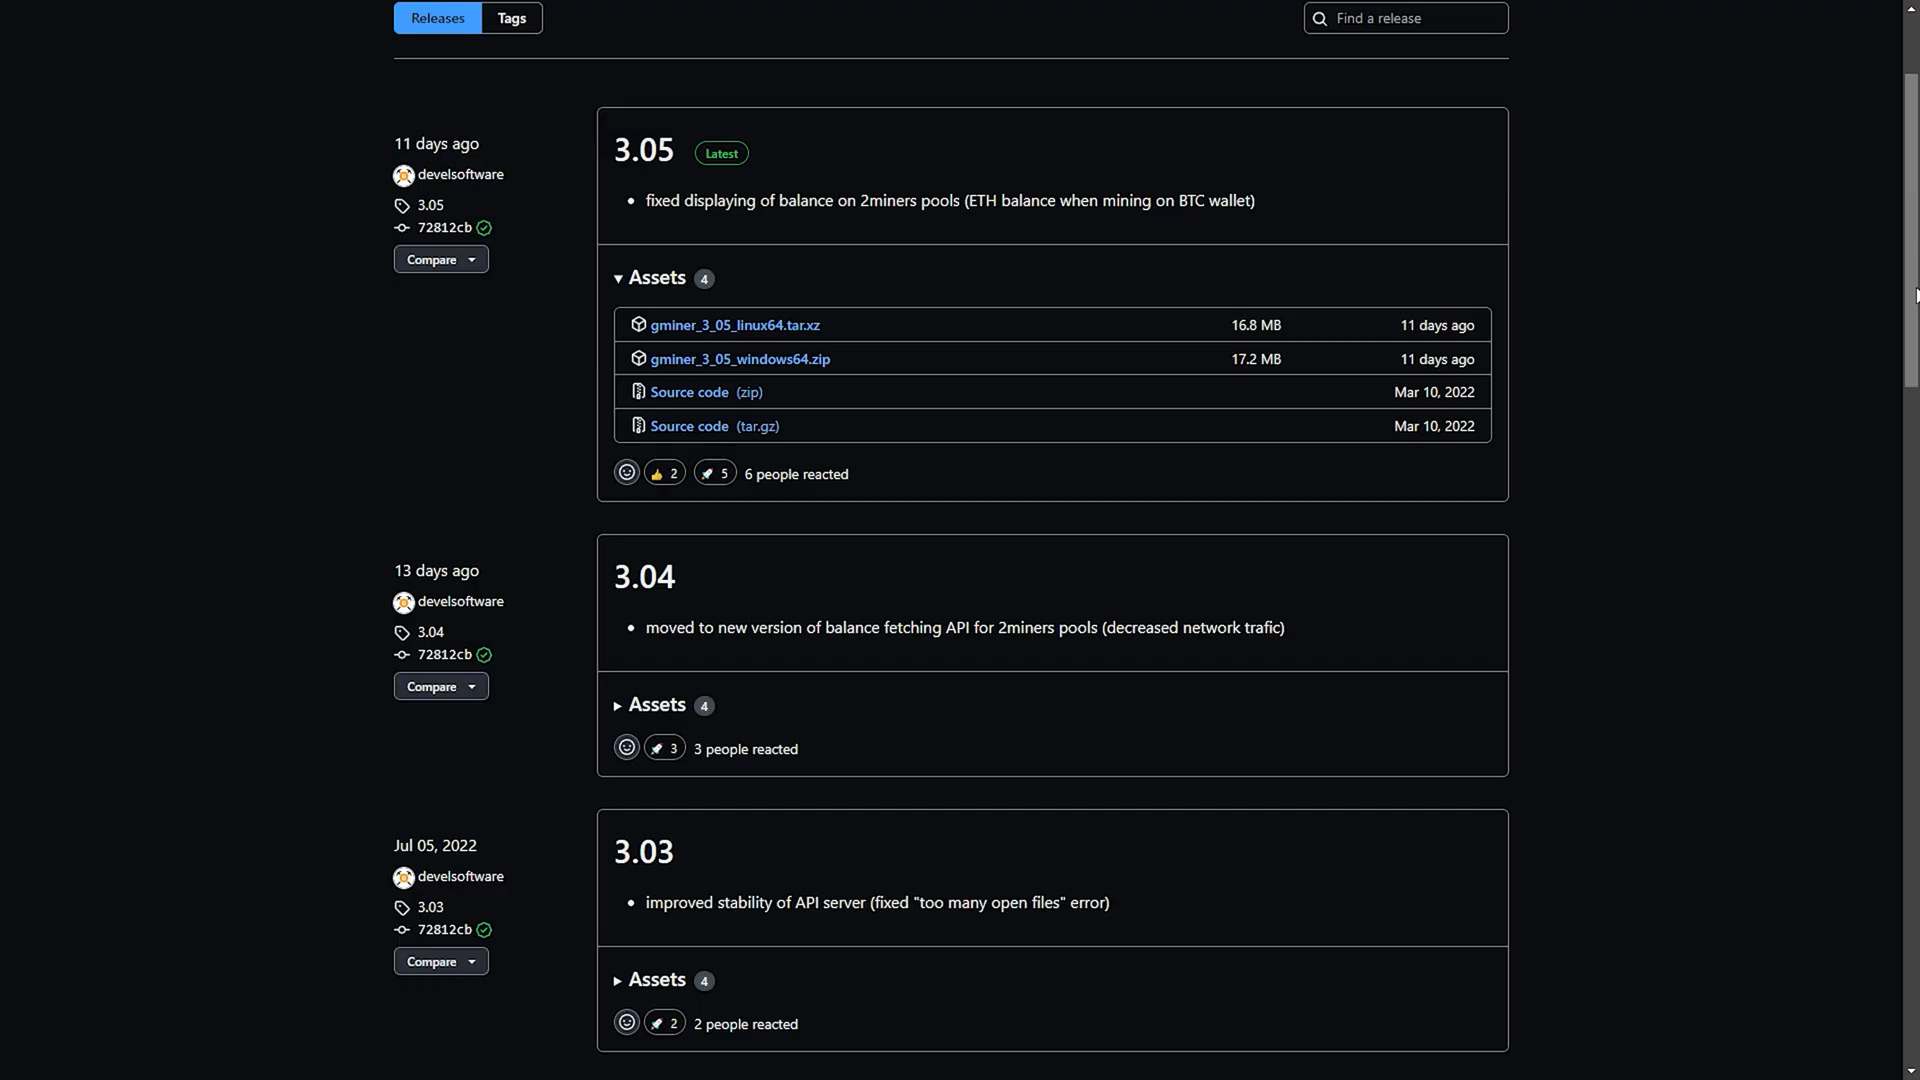 Releases
Tags
Find a release
11 days ago
develsoftware
3.05
72812cb
Compare
3.05 Latest
fixed displaying of balance on 2miners pools (ETH balance when mining on BTC wallet)
Assets 4
gminer_3_05_linux64.tar.xz 16.8 MB 11 days ago
gminer_3_05_windows64.zip 17.2 MB 11 days ago
Source code (zip) Mar 10, 2022
Source code (tar.gz) Mar 10, 2022
2 5 6 people reacted
13 days ago
develsoftware
3.04
72812cb
Compare
3.04
moved to new version of balance fetching API for 2miners pools (decreased network trafic)
Assets 4
3 3 people reacted
Jul 05, 2022
develsoftware
3.03
72812cb
Compare
3.03
improved stability of API server (fixed "too many open files" error)
Assets 4
2 2 people reacted